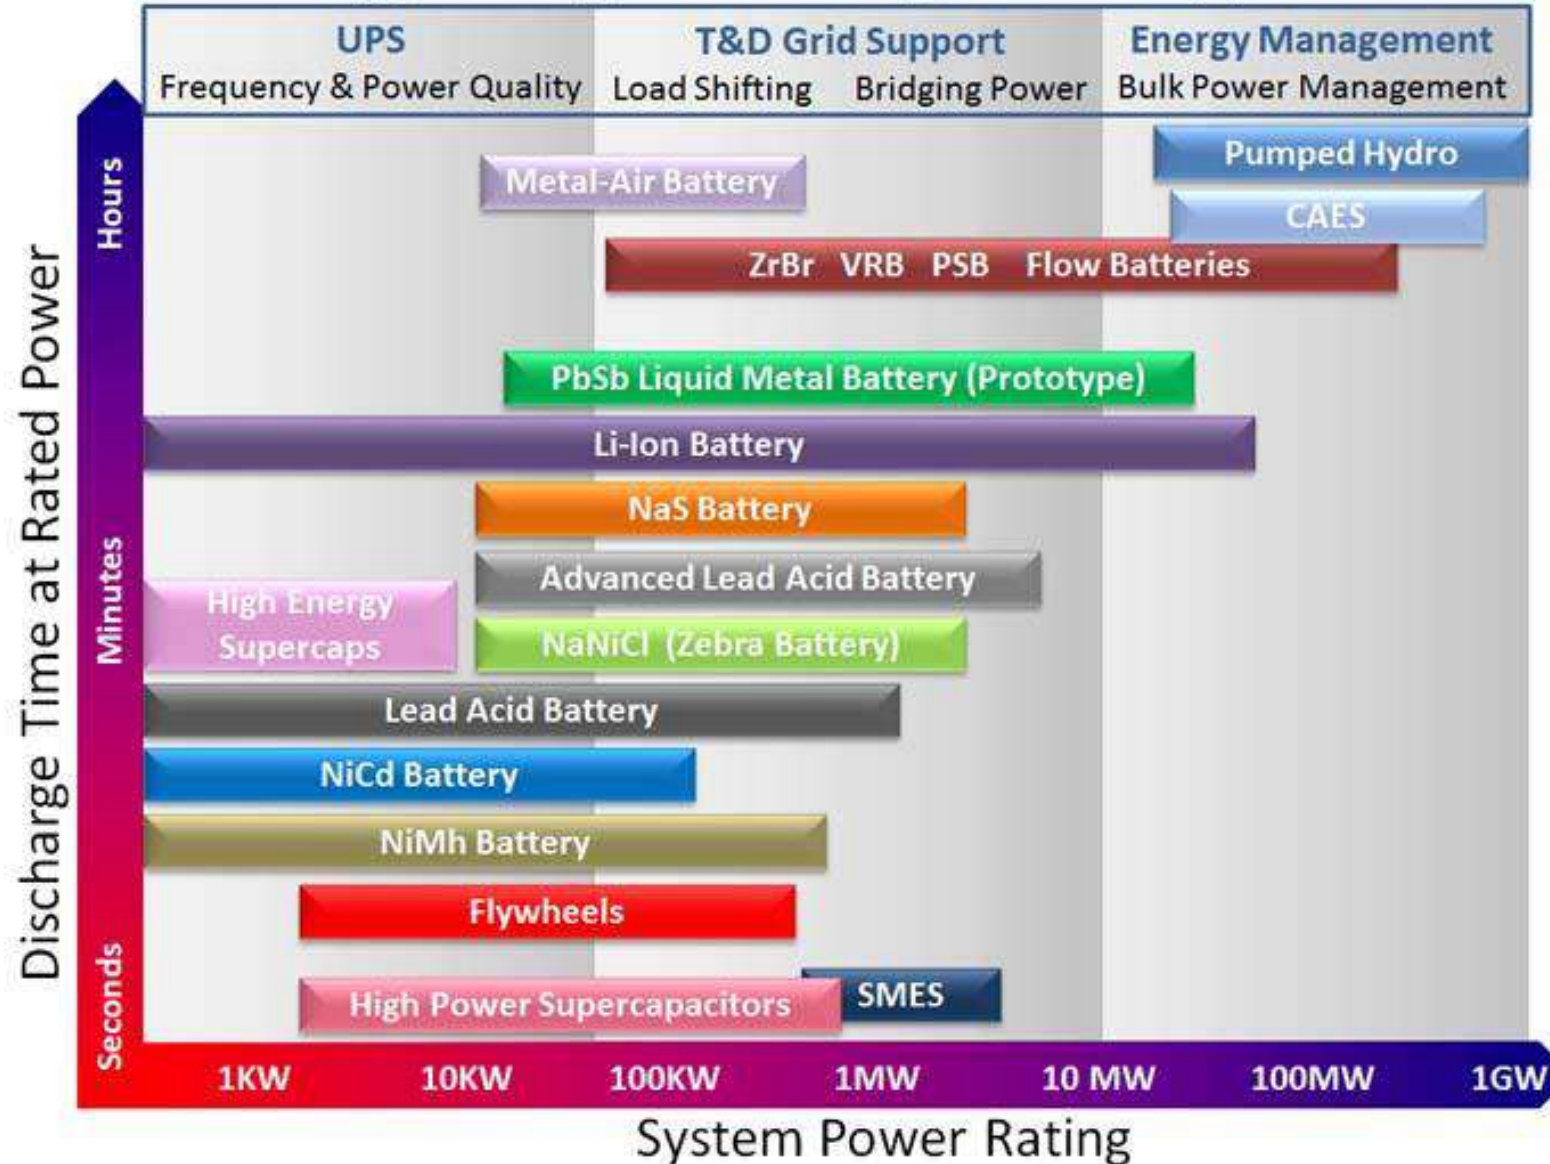 UPS
Frequency & Power Quality
T&D Grid Support
Load Shifting Bridging Power
Energy Management
Bulk Power Management
Discharge Time at Rated Power
Hours
Minutes
Seconds
Pumped Hydro
Metal-Air Battery
CAES
ZrBr VRB PSB Flow Batteries
PbSb Liquid Metal Battery (Prototype)
Li-Ion Battery
NaS Battery
Advanced Lead Acid Battery
High Energy
Supercaps
NaNiCl (Zebra Battery)
Lead Acid Battery
NiCd Battery
NiMh Battery
Flywheels
High Power Supercapacitors
SMES
1KW 10KW 100KW 1MW 10 MW 100MW 1GW
System Power Rating